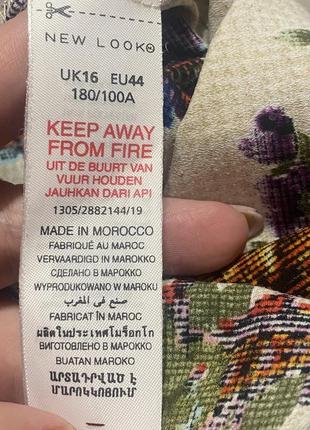 NEW LOOK
UK16 EU44
180/100A
KEEP AWAY
FROM FIRE
UIT DE BUURT VAN
VUUR HOUDEN
JAUHKAN DARI API
1305/2882144/19
MADE IN MOROCCO
FABRIQUÉ AU MAROC
VERVAARDIGD IN MAROKKO
СДЕЛАНО В МАРОККО
WYPRODUKOWANO W MAROKU
صنع في المغرب
FABRICAT ÎN MAROC
ผลิตในประเทศโมร็อกโก
ВИГОТОВЛЕНО В МАРОККО
BUATAN MAROKO
ԱՐՏԱԴՐՎԱԾ Է
ՄԱՐՈԿԿՈՅՈՒՄ